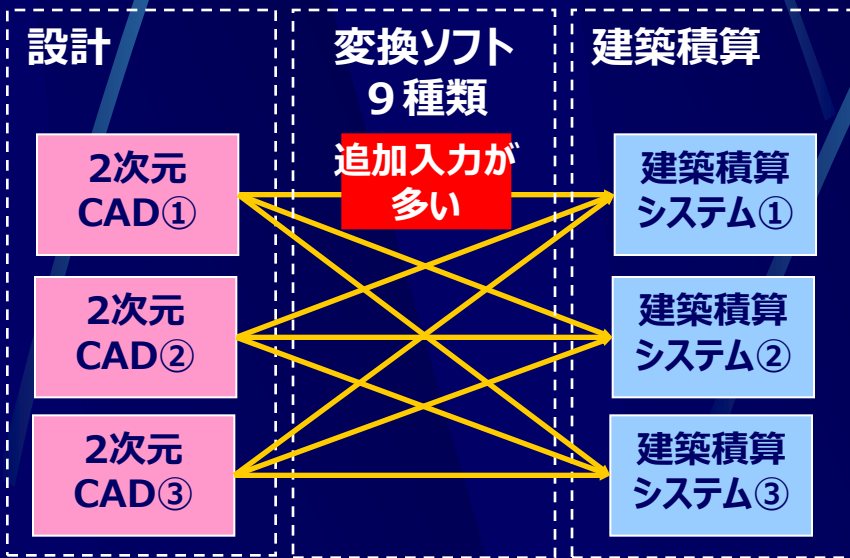 設計
変換ソフト
９種類
建築積算
追加入力が
多い
2次元
CAD①
建築積算
システム①
2次元
CAD②
建築積算
システム②
2次元
CAD③
建築積算
システム③